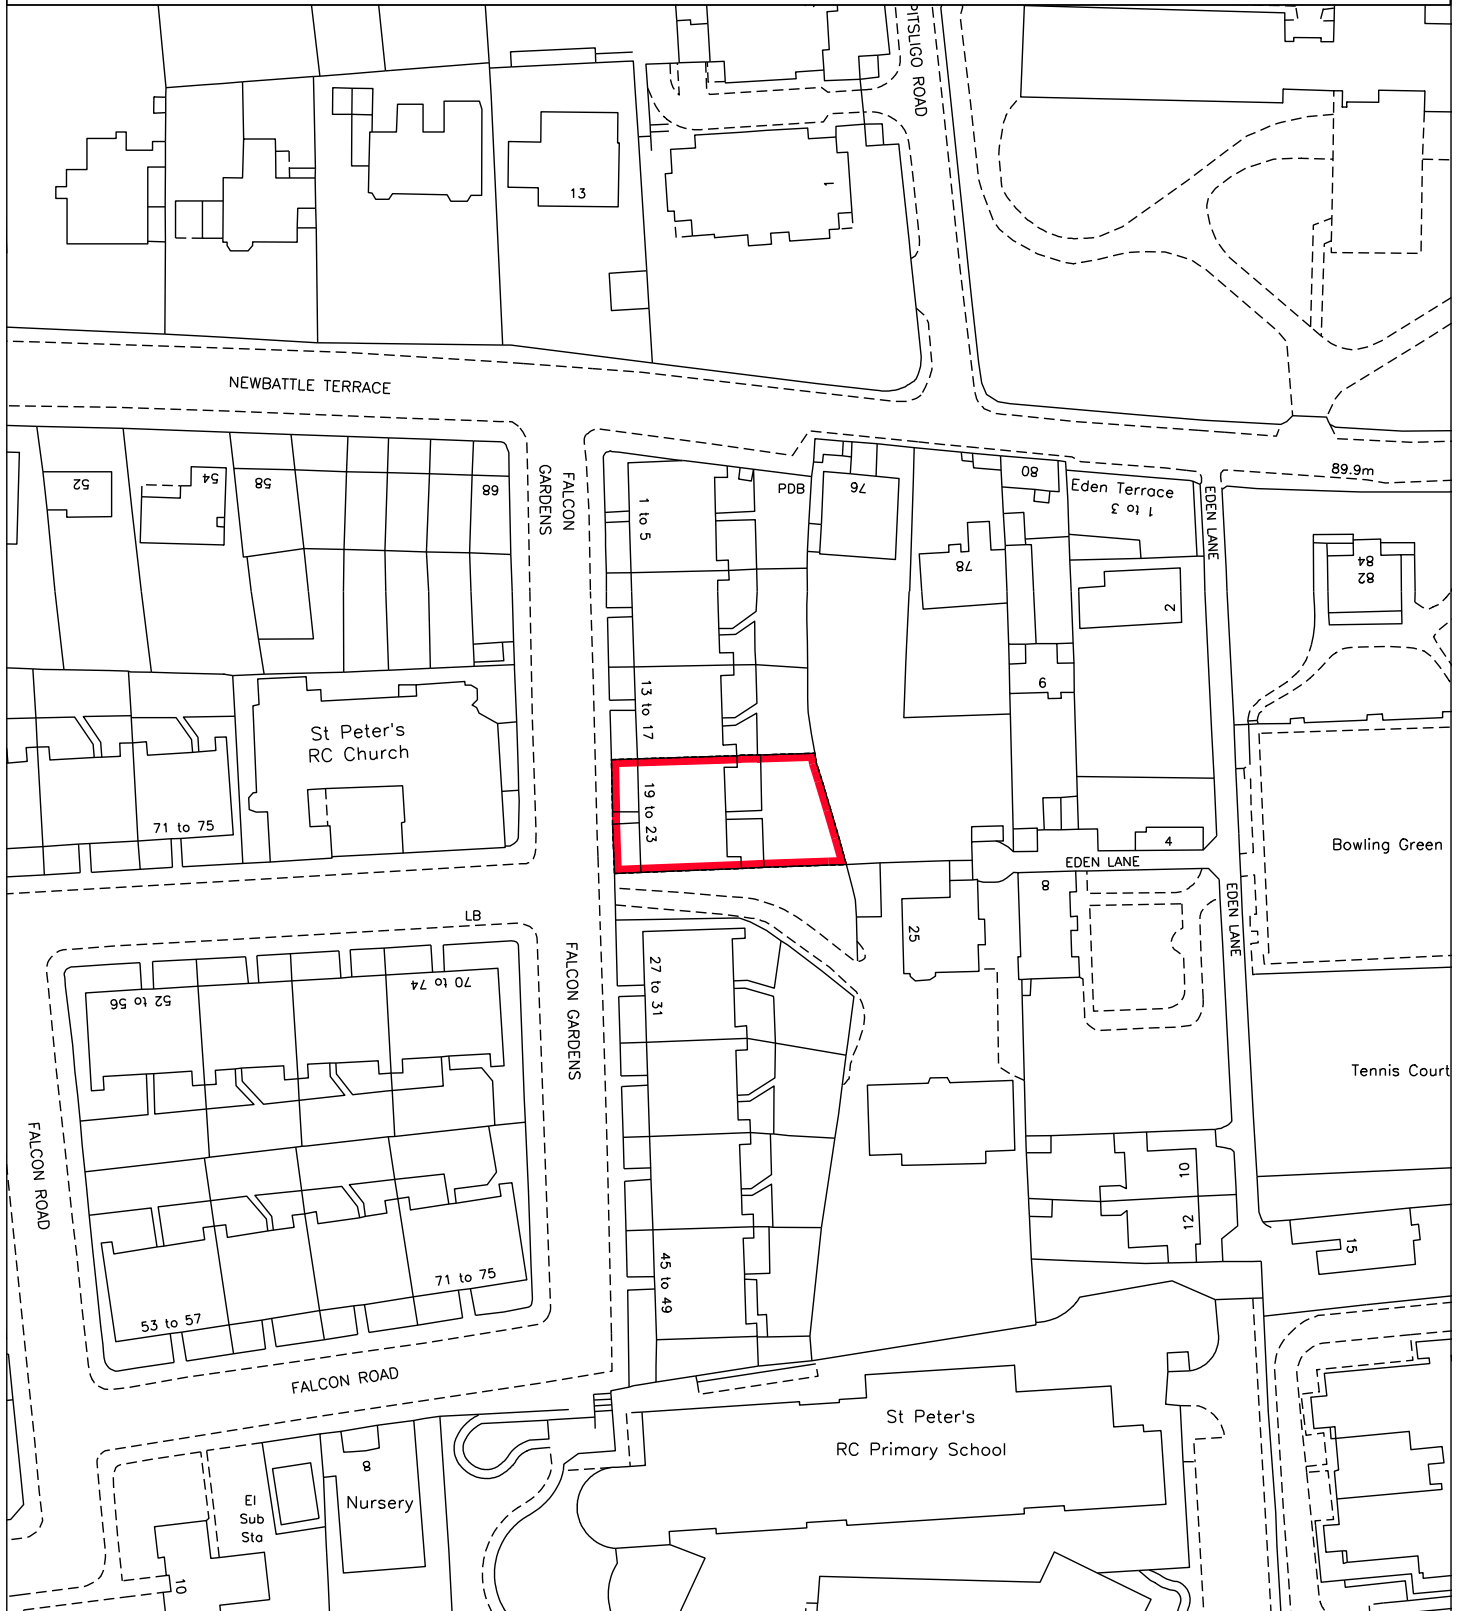 PITSLIGO ROAD
13
1
NEWBATTLE TERRACE
52
54
58
68
FALCON
GARDENS
1 to 5
PDB
76
80
78
Eden Terrace
1 to 3
EDEN LANE
89.9m
84
82
2
13 to 17
6
St Peter's
RC Church
71 to 75
19 to 23
4
EDEN LANE
Bowling Green
8
EDEN LANE
25
LB
52 to 56
70 to 74
FALCON GARDENS
27 to 31
Tennis Court
FALCON ROAD
10
12
15
45 to 49
71 to 75
53 to 57
FALCON ROAD
St Peter's
RC Primary School
8
Nursery
El
Sub
Sta
10